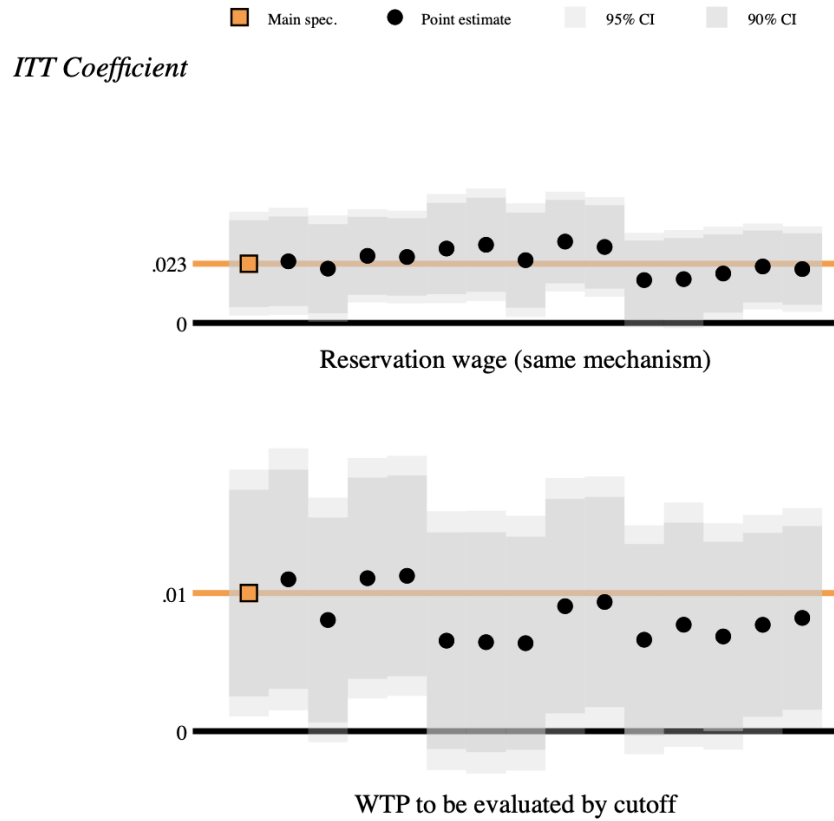 Main spec. Point estimate 95% CI 90% CI
ITT Coefficient
.023
0
Reservation wage (same mechanism)
.01
0
WTP to be evaluated by cutoff